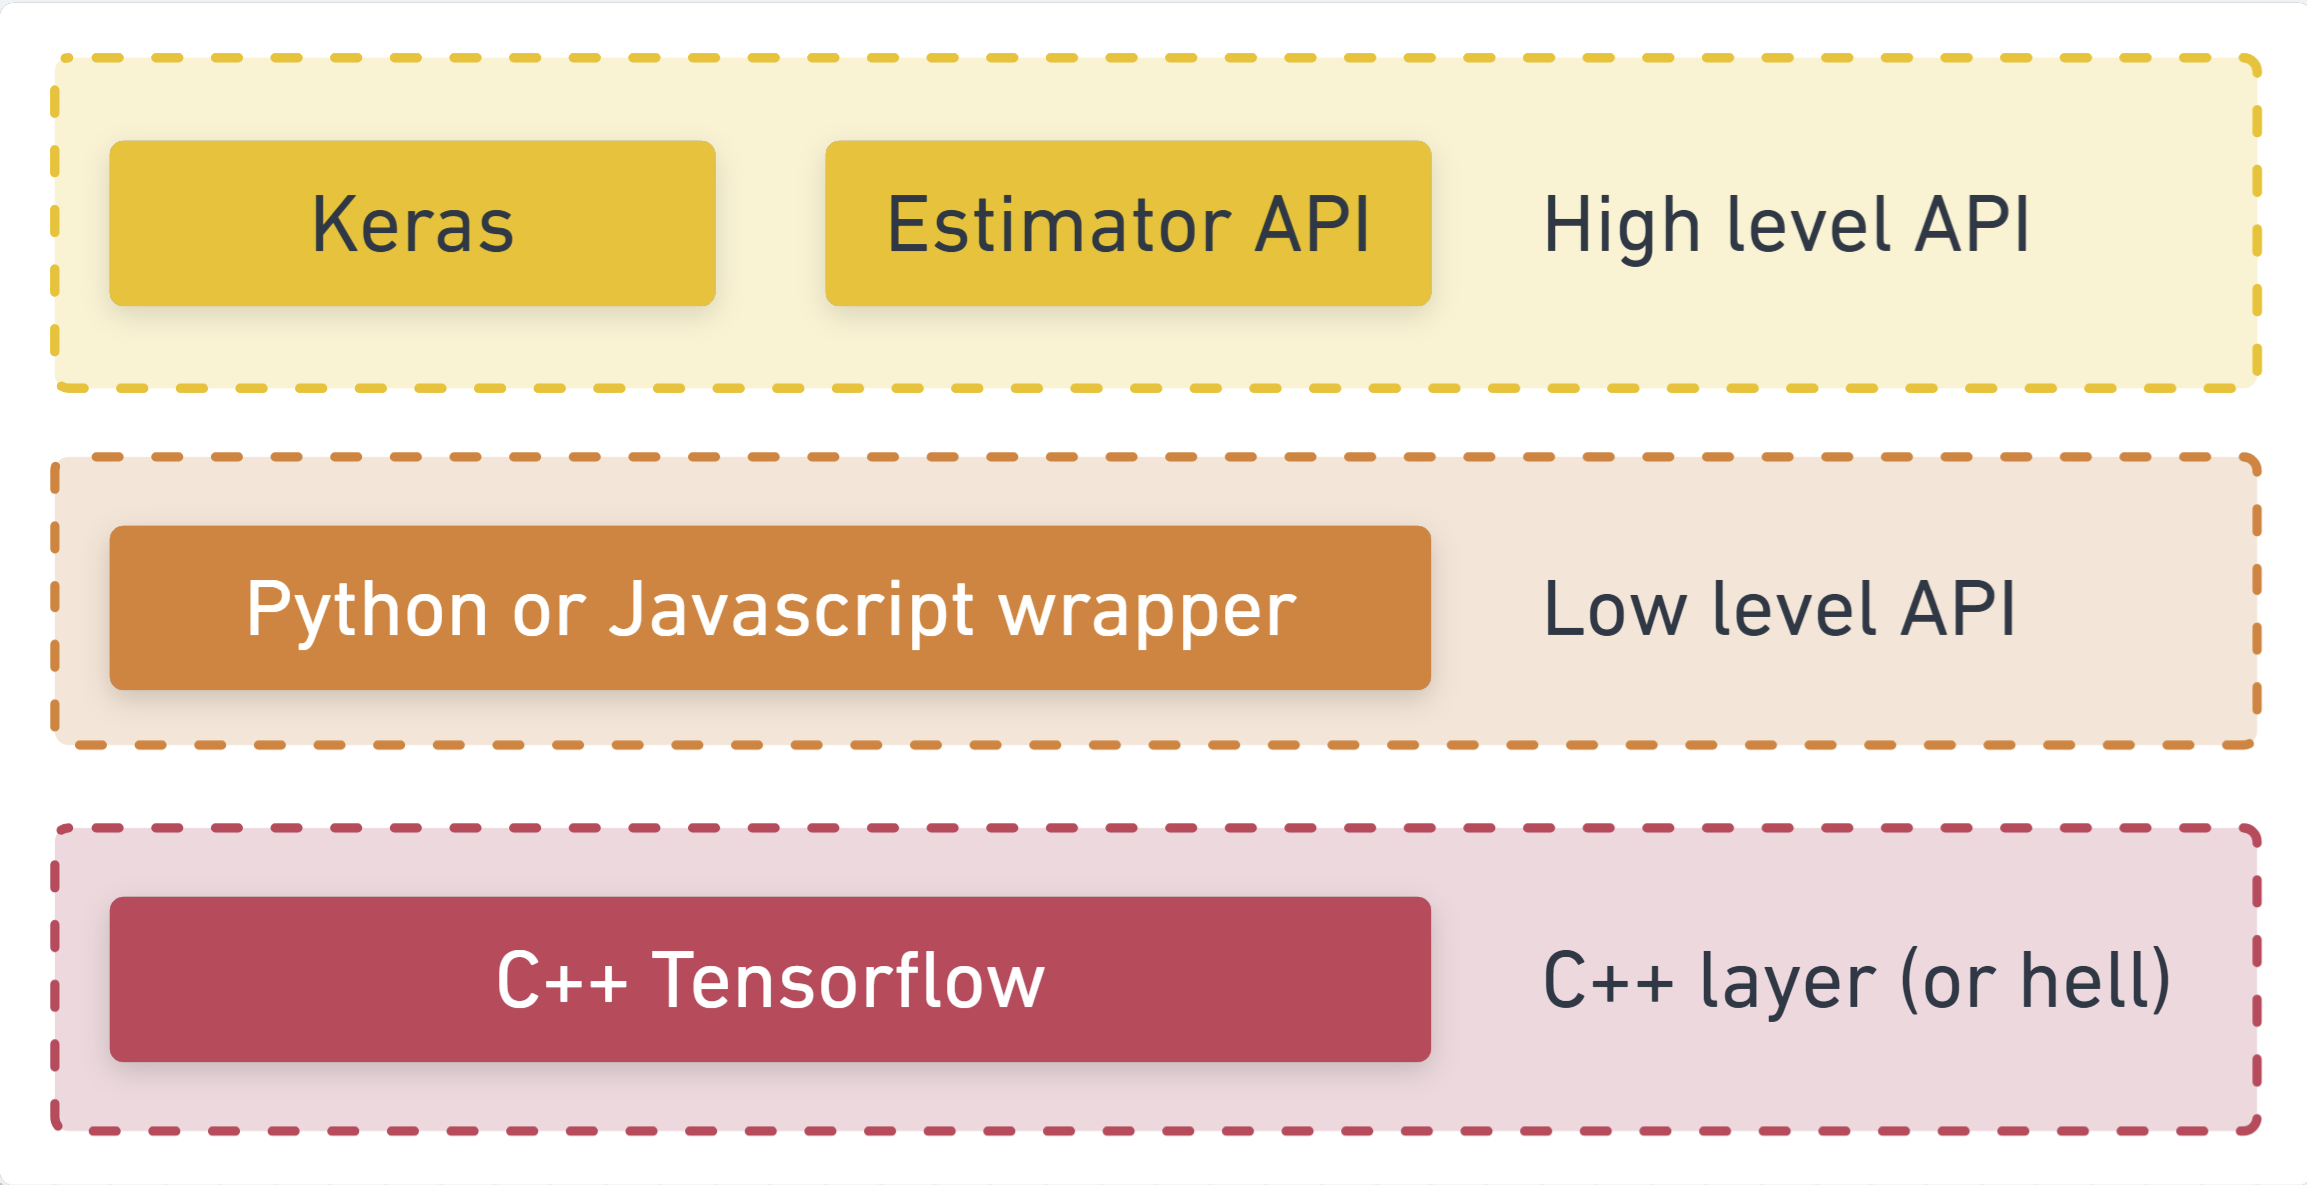 Keras
Estimator API
High level API
Python or Javascript wrapper
Low level API
C++ Tensorflow
C++ layer (or hell)